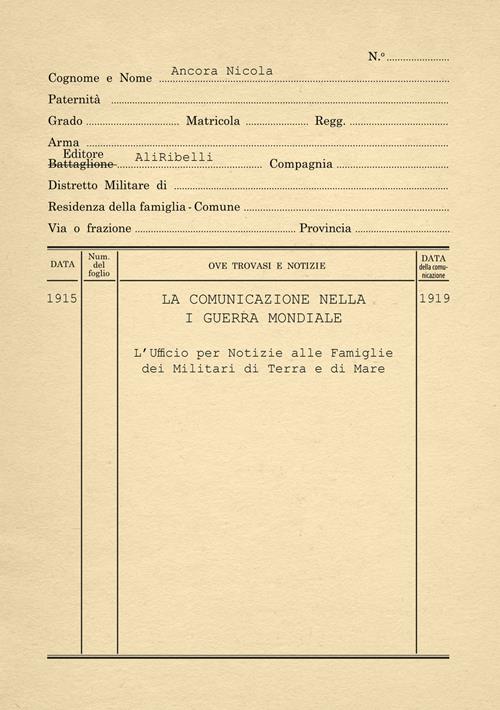 N.º
Cognome e Nome Ancora Nicola
Paternità
Grado Matricola Regg.
Arma
Editore
Battaglione AliRibelli Compagnia
Distretto Militare di
Residenza della famiglia - Comune
Via o frazione Provincia
DATA
Num.
del
foglio
OVE TROVASI E NOTIZIE
DATA
della comu-
nicazione
1915
LA COMUNICAZIONE NELLA
I GUERRA MONDIALE
1919
L'Ufficio per Notizie alle Famiglie
dei Militari di Terra e di Mare